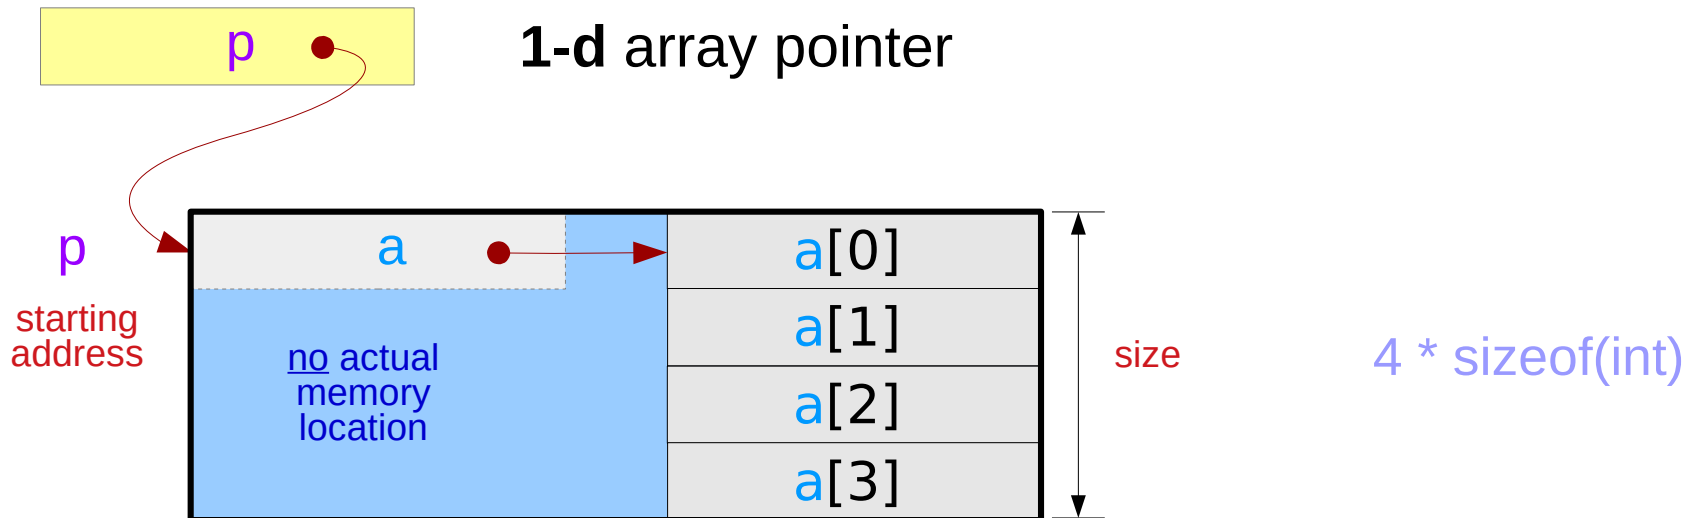 p
1-d array pointer
p
a
a[0]
starting
address
a[1]
no actual
memory
location
size
4 * sizeof(int)
a[2]
a[3]